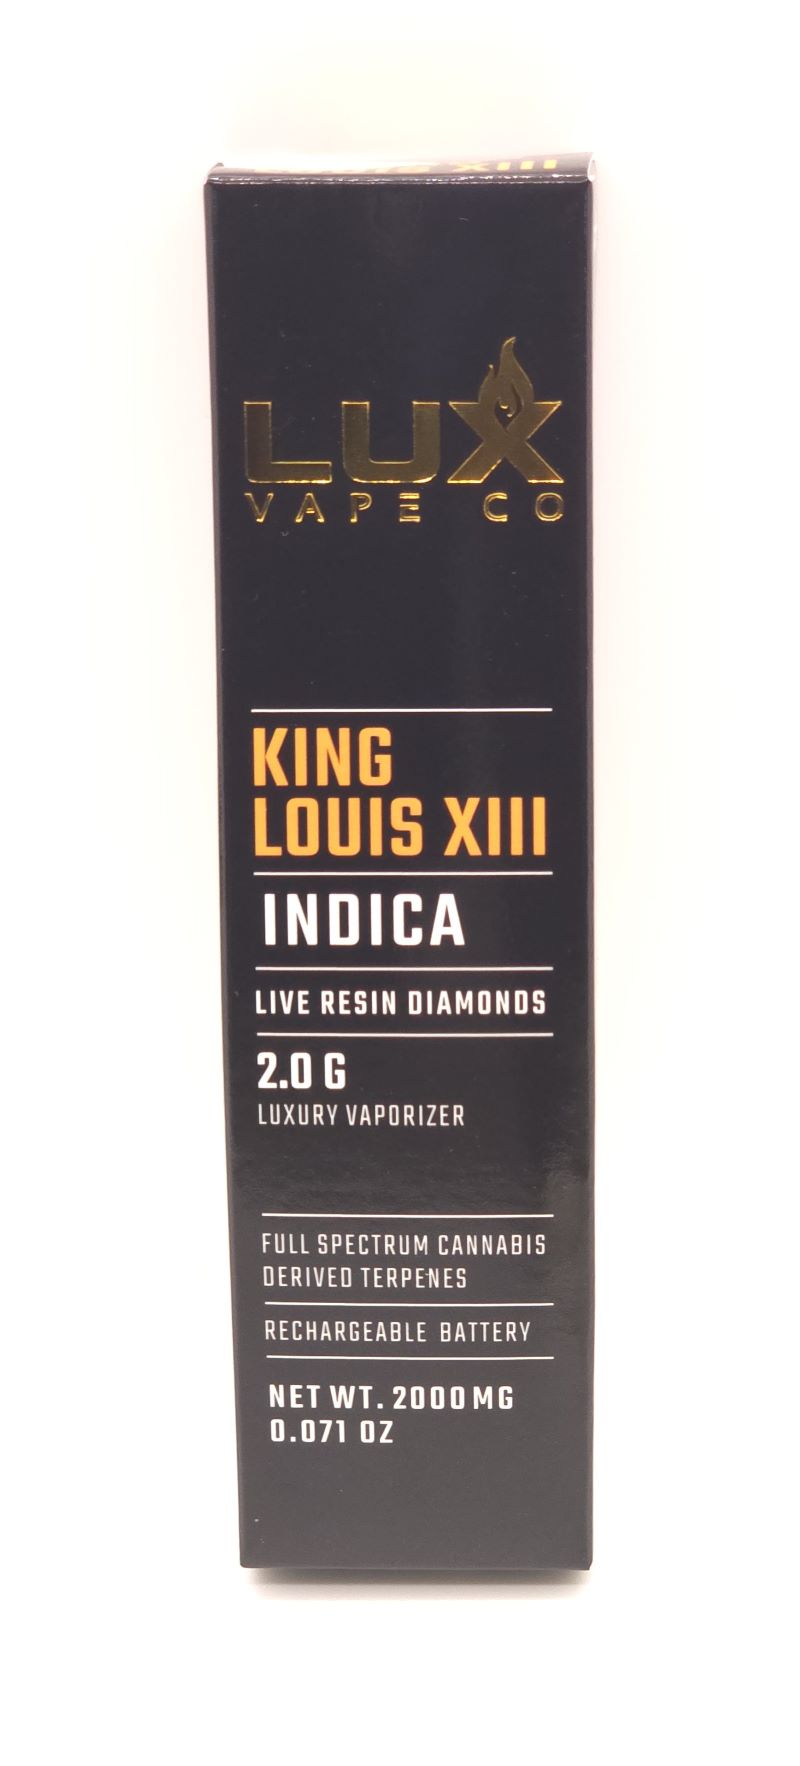 XIII
LUX
VAPE CO
KING
LOUIS XIII
INDICA
LIVE RESIN DIAMONDS
2.0 G
LUXURY VAPORIZER
FULL SPECTRUM CANNABIS
DERIVED TERPENES
RECHARGEABLE BATTERY
NET WT. 2000 MG
0.071 OZ